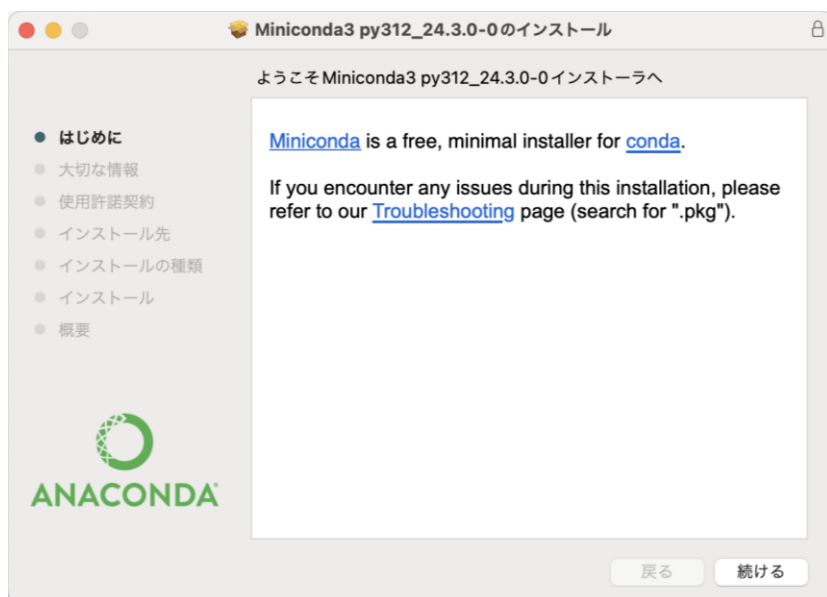 Miniconda3 py312_24.3.0-0のインストール
ようこそMiniconda3 py312_24.3.0-0インストーラへ
はじめに
大切な情報
使用許諾契約
インストール先
インストールの種類
インストール
概要
Miniconda is a free, minimal installer for conda.
If you encounter any issues during this installation, please
refer to our Troubleshooting page (search for ".pkg").
ANACONDA
戻る
続ける